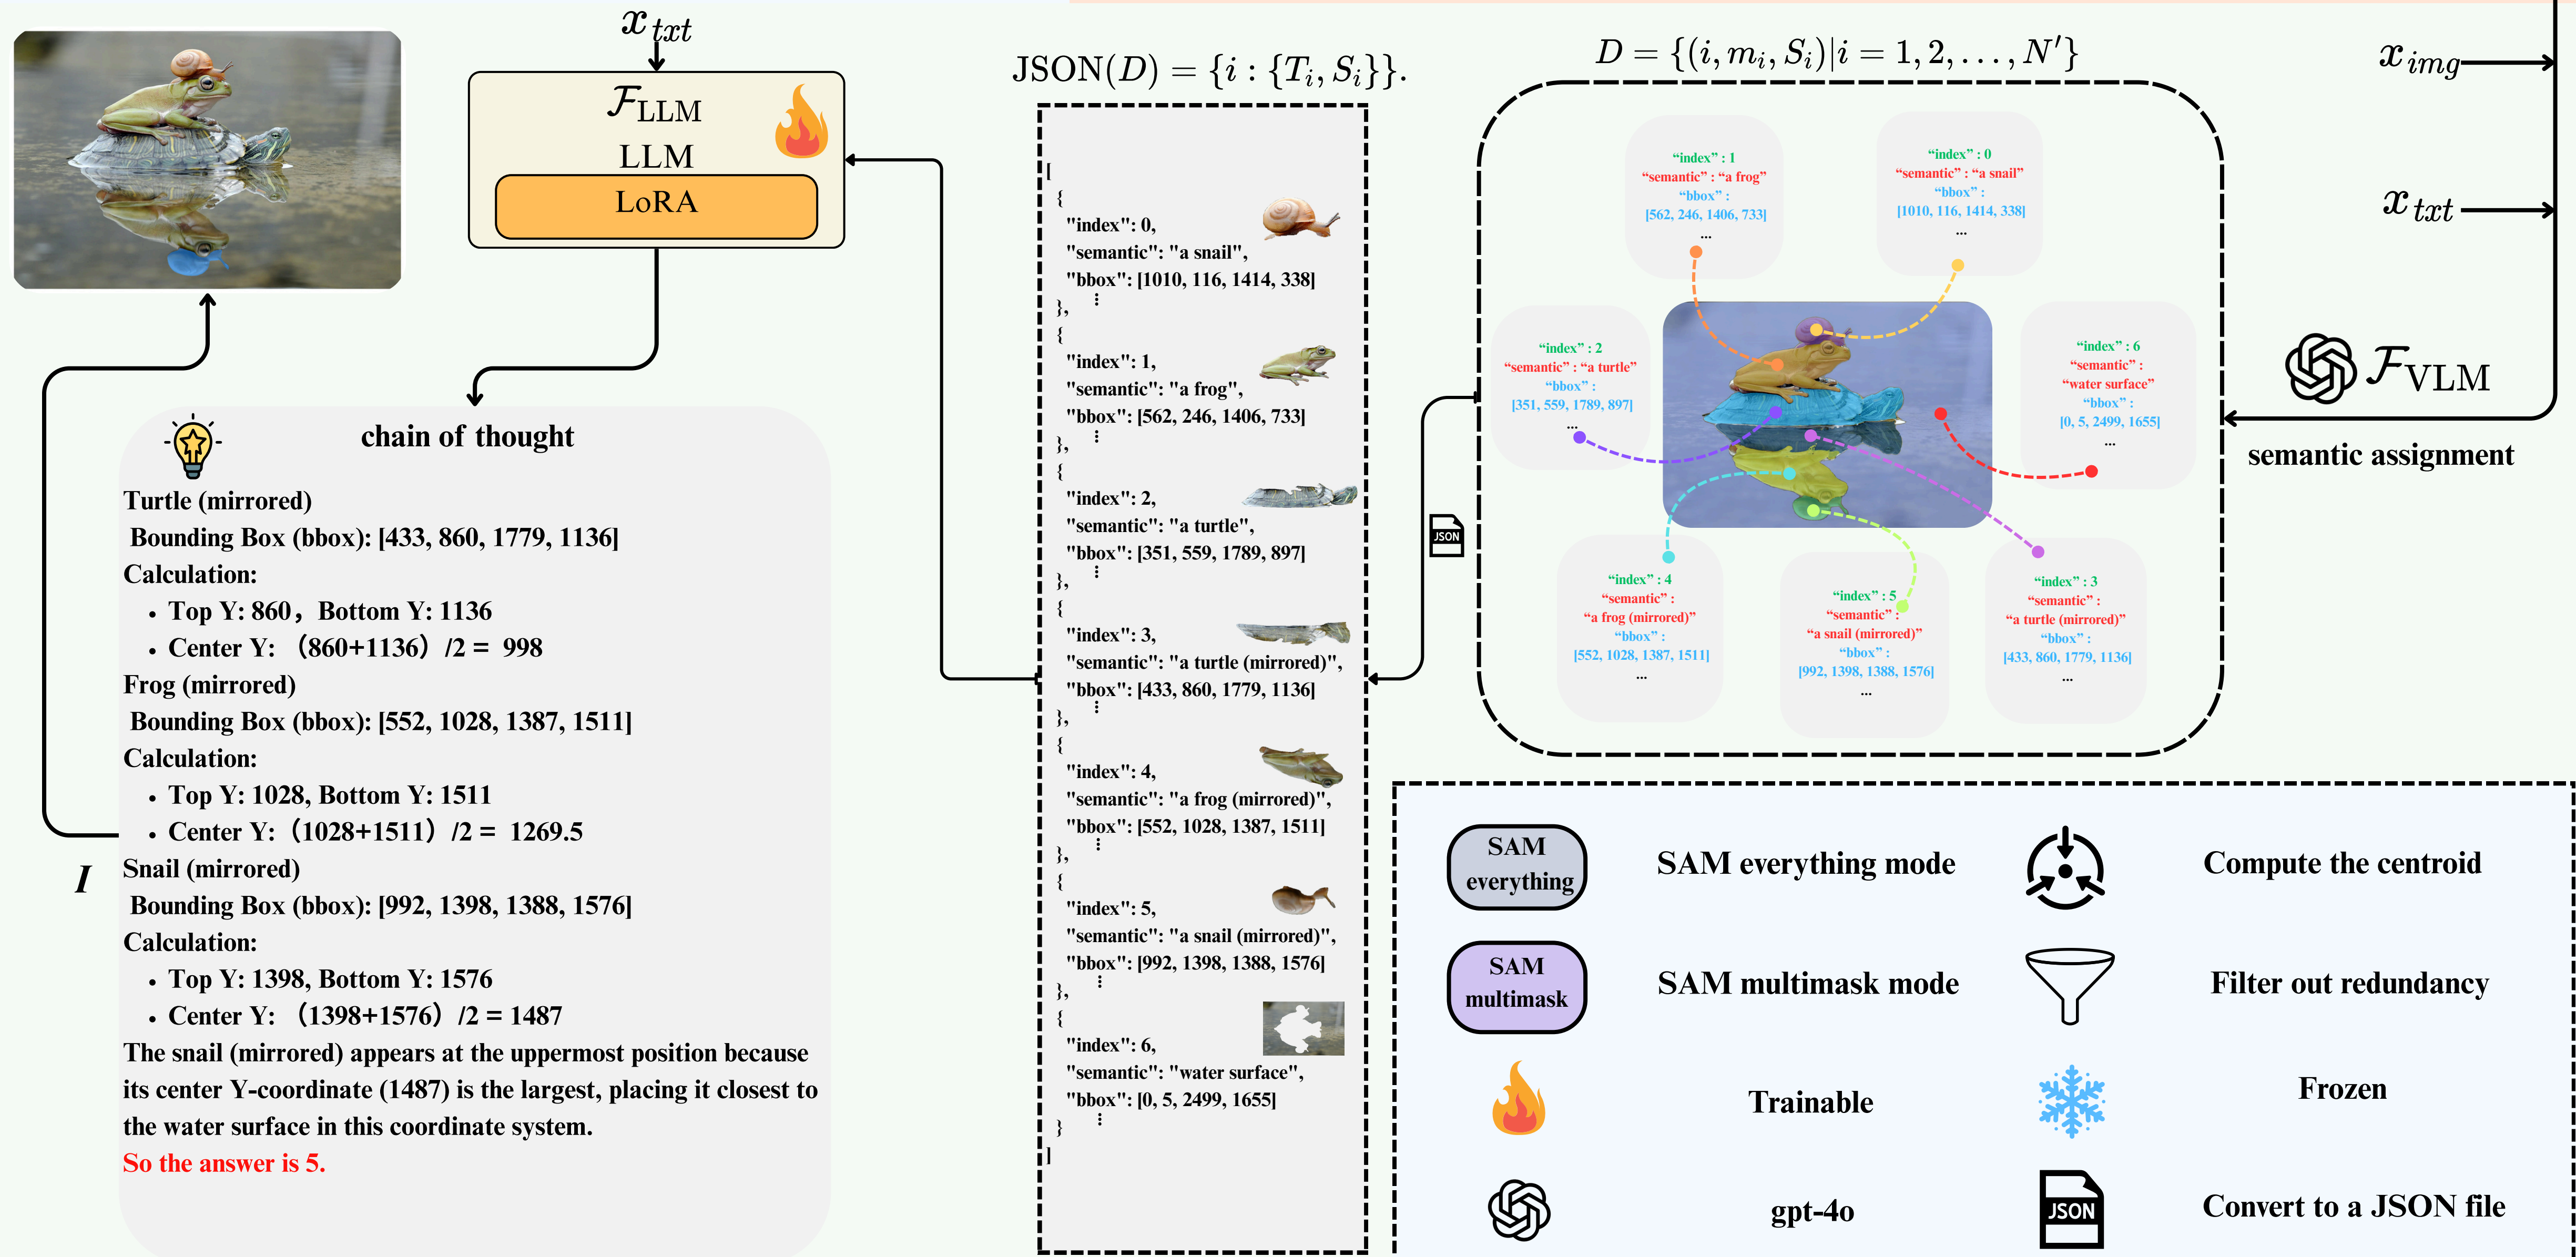 x_txt
F_LLM
LLM
LoRA
chain of thought
Turtle (mirrored)
Bounding Box (bbox): [433, 860, 1779, 1136]
Calculation:
• Top Y: 860，Bottom Y: 1136
• Center Y: （860+1136）/2 = 998
Frog (mirrored)
Bounding Box (bbox): [552, 1028, 1387, 1511]
Calculation:
• Top Y: 1028, Bottom Y: 1511
• Center Y:（1028+1511）/2 = 1269.5
Snail (mirrored)
Bounding Box (bbox): [992, 1398, 1388, 1576]
Calculation:
• Top Y: 1398, Bottom Y: 1576
• Center Y: （1398+1576）/2 = 1487
The snail (mirrored) appears at the uppermost position because
its center Y-coordinate (1487) is the largest, placing it closest to
the water surface in this coordinate system.
So the answer is 5.
I
JSON(D) = {i : {T_i, S_i}}.
[
{
"index": 0,
"semantic": "a snail",
"bbox": [1010, 116, 1414, 338]
⋮
},
{
"index": 1,
"semantic": "a frog",
"bbox": [562, 246, 1406, 733]
⋮
},
{
"index": 2,
"semantic": "a turtle",
"bbox": [351, 559, 1789, 897]
⋮
},
{
"index": 3,
"semantic": "a turtle (mirrored)",
"bbox": [433, 860, 1779, 1136]
⋮
},
{
"index": 4,
"semantic": "a frog (mirrored)",
"bbox": [552, 1028, 1387, 1511]
⋮
},
{
"index": 5,
"semantic": "a snail (mirrored)",
"bbox": [992, 1398, 1388, 1576]
⋮
},
{
"index": 6,
"semantic": "water surface",
"bbox": [0, 5, 2499, 1655]
⋮
}
]
JSON
D = {(i, m_i, S_i)|i = 1, 2, . . . , N′}
“index” : 1
“semantic” : “a frog”
“bbox” :
[562, 246, 1406, 733]
...
“index” : 0
“semantic” : “a snail”
“bbox” :
[1010, 116, 1414, 338]
...
“index” : 2
“semantic” : “a turtle”
“bbox” :
[351, 559, 1789, 897]
...
“index” : 6
“semantic” :
“water surface”
“bbox” :
[0, 5, 2499, 1655]
...
“index” : 4
“semantic” :
“a frog (mirrored)”
“bbox” :
[552, 1028, 1387, 1511]
...
“index” : 5
“semantic” :
“a snail (mirrored)”
“bbox” :
[992, 1398, 1388, 1576]
...
“index” : 3
“semantic” :
“a turtle (mirrored)”
“bbox” :
[433, 860, 1779, 1136]
...
x_img
x_txt
F_VLM
semantic assignment
SAM
everything
SAM everything mode
Compute the centroid
SAM
multimask
SAM multimask mode
Filter out redundancy
Trainable
Frozen
gpt-4o
JSON
Convert to a JSON file